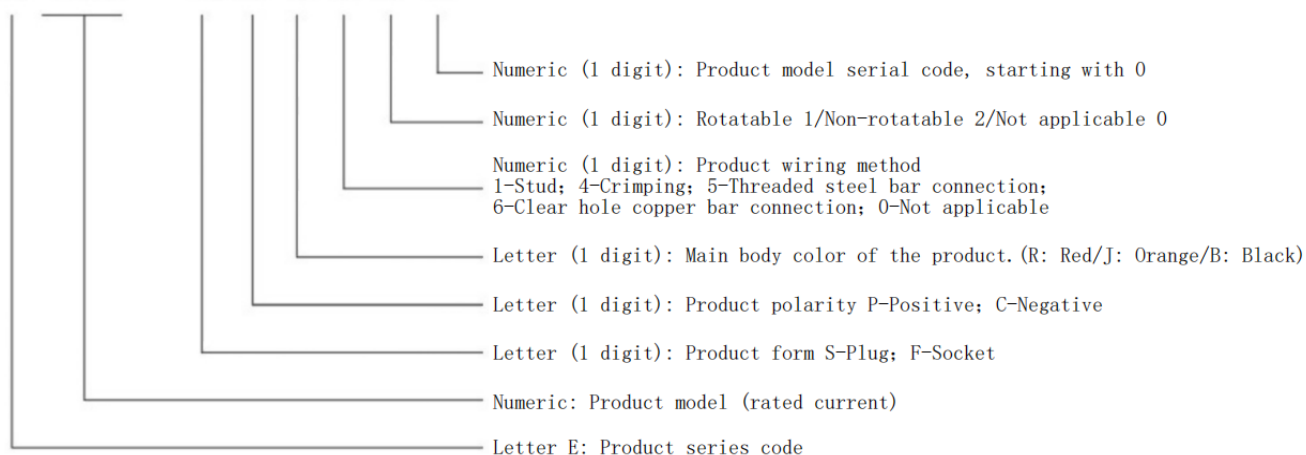 Numeric (1 digit): Product model serial code, starting with 0
Numeric (1 digit): Rotatable 1/Non-rotatable 2/Not applicable 0
Numeric (1 digit): Product wiring method
1-Stud; 4-Crimping; 5-Threaded steel bar connection;
6-Clear hole copper bar connection; 0-Not applicable
Letter (1 digit): Main body color of the product.(R: Red/J: Orange/B: Black)
Letter (1 digit): Product polarity P-Positive; C-Negative
Letter (1 digit): Product form S-Plug; F-Socket
Numeric: Product model (rated current)
Letter E: Product series code